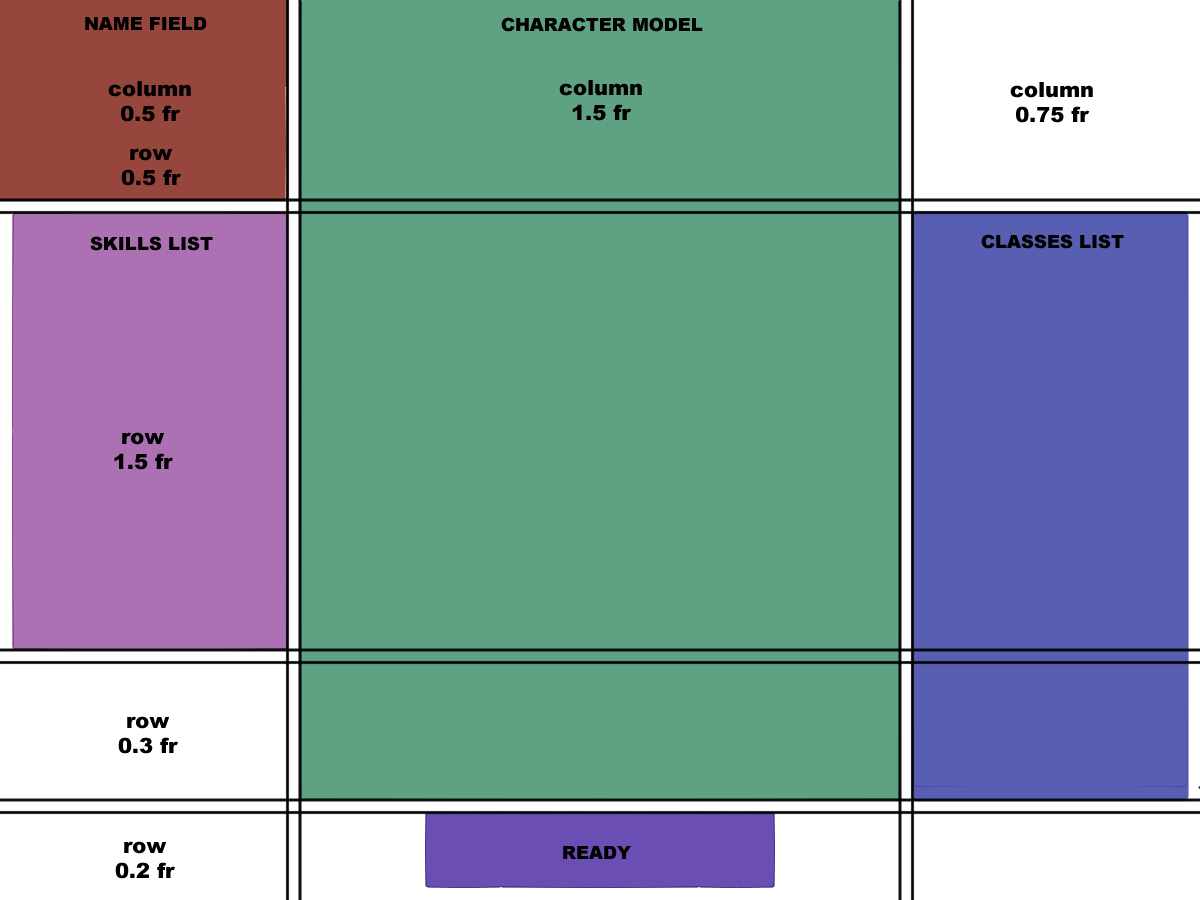 NAME FIELD
column
0.5 fr
row
0.5 fr
CHARACTER MODEL
column
1.5 fr
column
0.75 fr
SKILLS LIST
row
1.5 fr
CLASSES LIST
row
0.3 fr
row
0.2 fr
READY